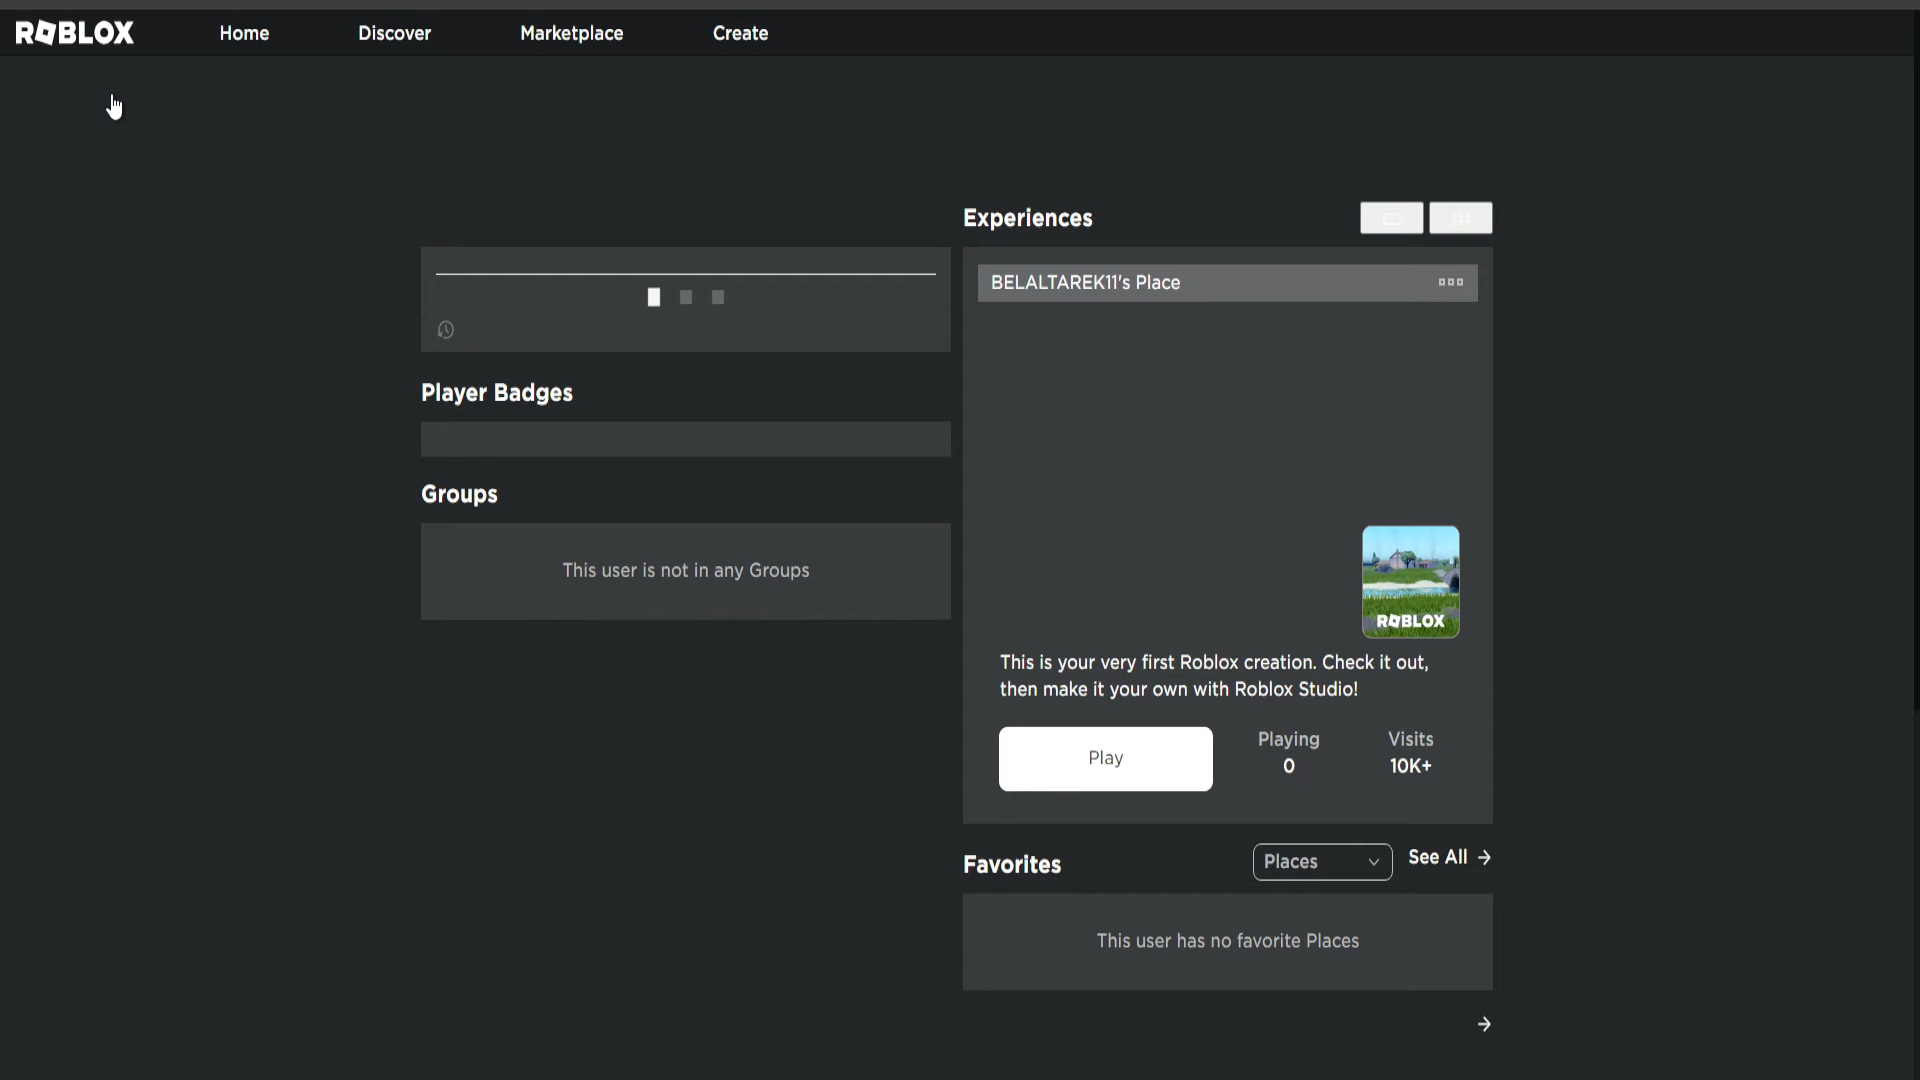 ROBLOX
Home
Discover
Marketplace
Create
Experiences
BELALTAREK11's Place
Player Badges
Groups
This user is not in any Groups
ROBLOX
This is your very first Roblox creation. Check it out,
then make it your own with Roblox Studio!
Play
Playing
0
Visits
10K+
Favorites
Places
See All
This user has no favorite Places